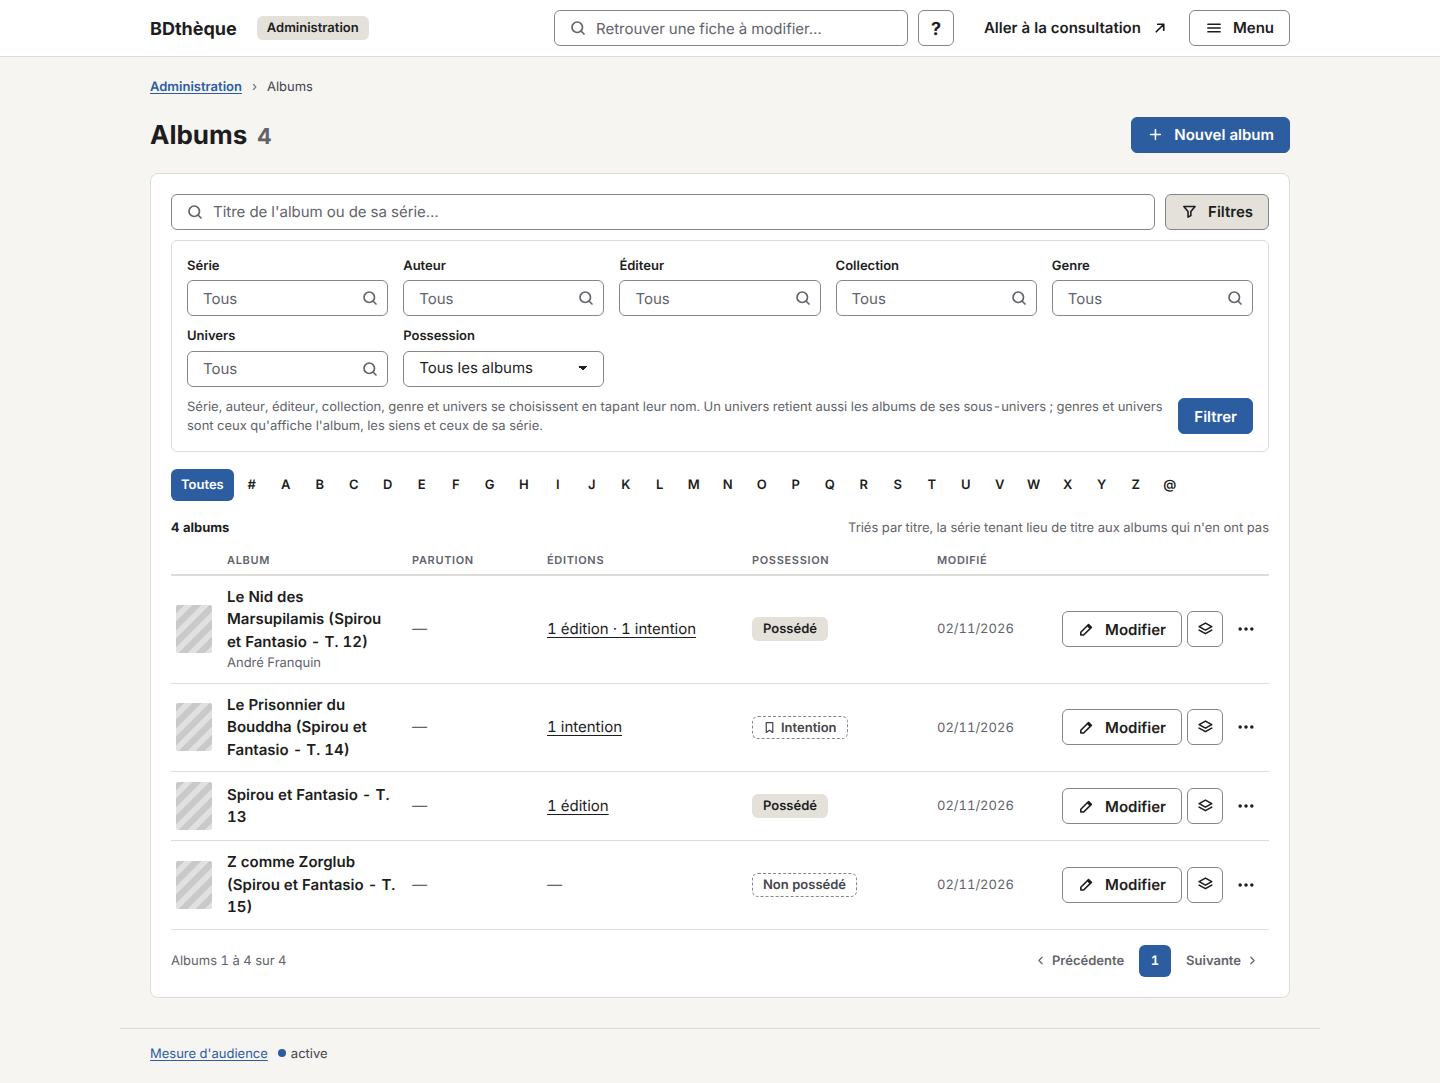 BDthèque Administration Retrouver une fiche à modifier... ? Aller à la consultation Menu
Administration › Albums
Albums 4 Nouvel album
Titre de l'album ou de sa série... Filtres
Série Auteur Éditeur Collection Genre
Tous Tous Tous Tous Tous
Univers Possession
Tous Tous les albums
Série, auteur, éditeur, collection, genre et univers se choisissent en tapant leur nom. Un univers retient aussi les albums de ses sous-univers ; genres et univers
sont ceux qu'affiche l'album, les siens et ceux de sa série.
Filtrer
Toutes # A B C D E F G H I J K L M N O P Q R S T U V W X Y Z @
4 albums Triés par titre, la série tenant lieu de titre aux albums qui n'en ont pas
ALBUM PARUTION ÉDITIONS POSSESSION MODIFIÉ
Le Nid des
Marsupilamis (Spirou
et Fantasio - T. 12)
André Franquin
— 1 édition · 1 intention Possédé 02/11/2026 Modifier
Le Prisonnier du
Bouddha (Spirou et
Fantasio - T. 14)
— 1 intention Intention 02/11/2026 Modifier
Spirou et Fantasio - T.
13
— 1 édition Possédé 02/11/2026 Modifier
Z comme Zorglub
(Spirou et Fantasio - T.
15)
— — Non possédé 02/11/2026 Modifier
Albums 1 à 4 sur 4 Précédente 1 Suivante
Mesure d'audience active